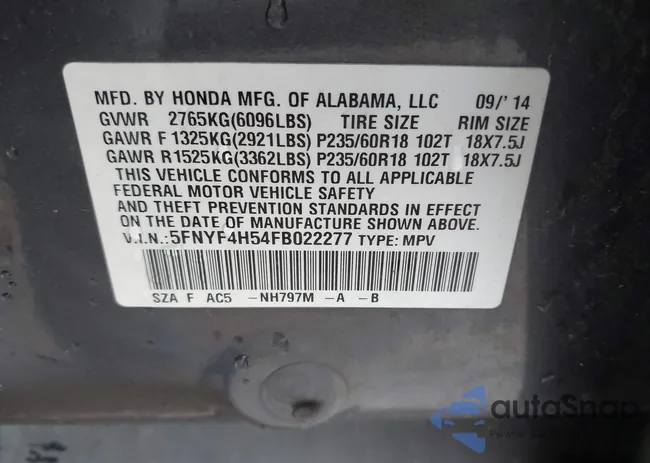 MFD. BY HONDA MFG. OF ALABAMA, LLC 09/' 14
GVWR 2765KG(6096LBS) TIRE SIZE RIM SIZE
GAWR F 1325KG(2921LBS) P235/60R18 102T 18X7.5J
GAWR R1525KG(3362LBS) P235/60R18 102T 18X7.5J
THIS VEHICLE CONFORMS TO ALL APPLICABLE
FEDERAL MOTOR VEHICLE SAFETY
AND THEFT PREVENTION STANDARDS IN EFFECT
ON THE DATE OF MANUFACTURE SHOWN ABOVE.
V.I.N.:5FNYF4H54FB022277 TYPE: MPV
SZA F AC5 -NH797M -A -B
autoSnap